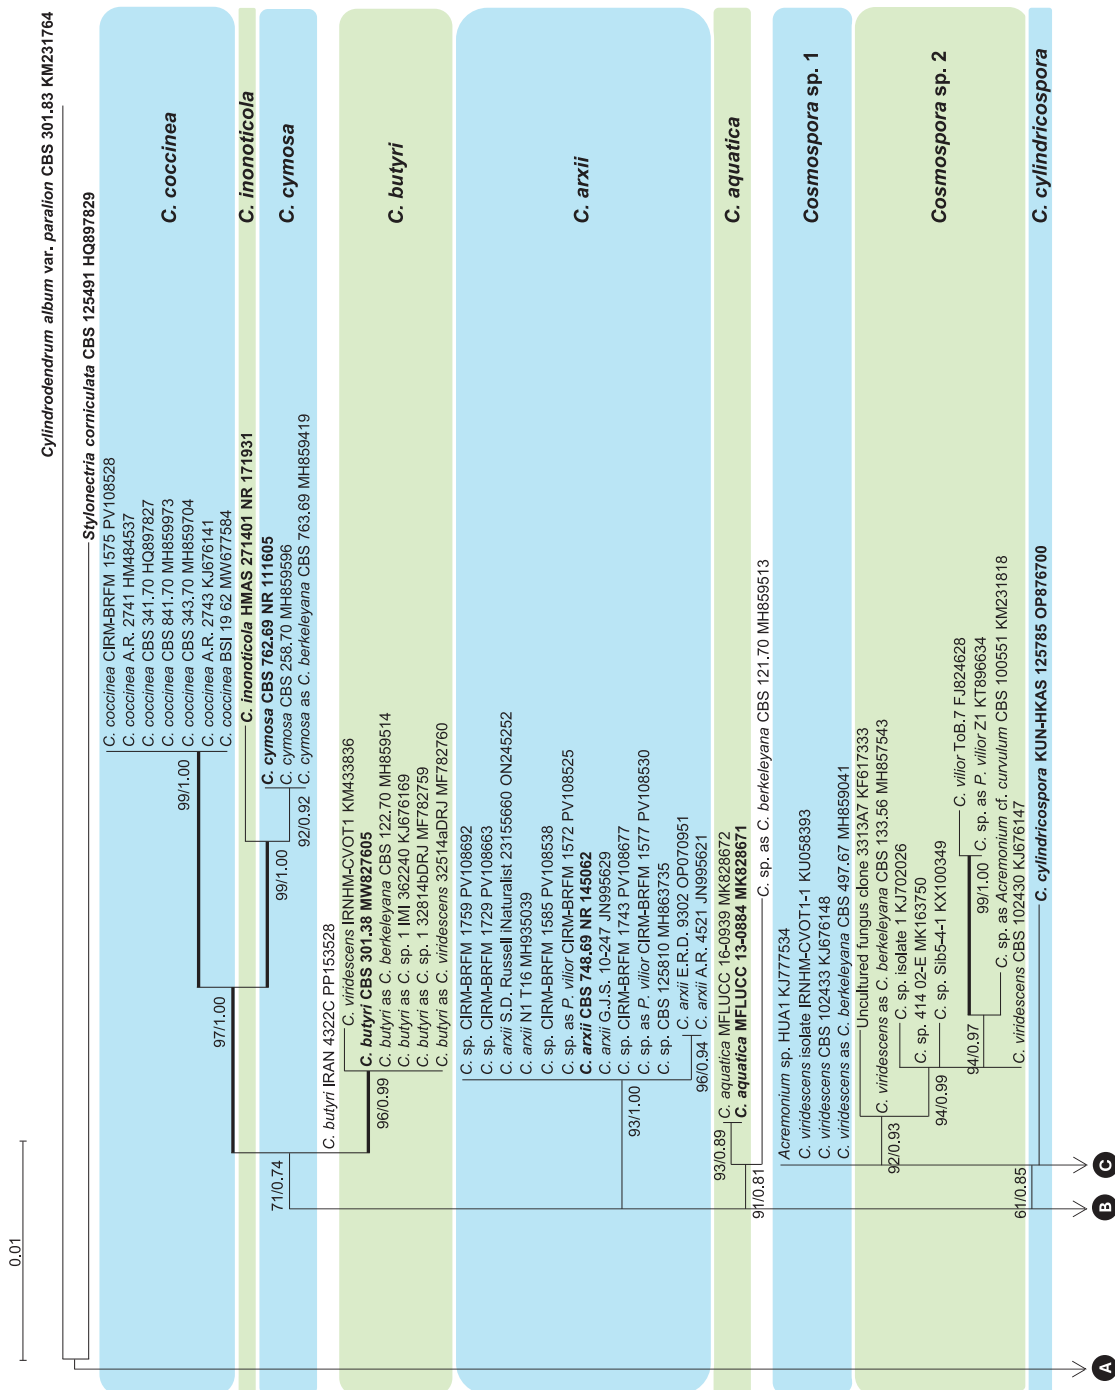 Cylindrodendrum album var. paralion CBS 301.83 KM231764
Stylonectria corniculata CBS 125491 HQ897829
C. coccinea CIRM-BRFM 1575 PV108528
C. coccinea A.R. 2741 HM484537
C. coccinea CBS 341.70 HQ897827
C. coccinea CBS 841.70 MH859973
C. coccinea CBS 343.70 MH859704
C. coccinea A.R. 2743 KJ676141
C. coccinea BSI 19 62 MW677584
99/1.00
C. coccinea
C. inonoticola HMAS 271401 NR 171931
C. inonoticola
C. cymosa CBS 762.69 NR 111605
C. cymosa CBS 258.70 MH859596
C. cymosa as C. berkeleyana CBS 763.69 MH859419
99/1.00
92/0.92
C. cymosa
97/1.00
71/0.74
C. butyri IRAN 4322C PP153528
C. viridescens IRNHM-CVOT1 KM433836
C. butyri CBS 301.38 MW827605
C. butyri as C. berkeleyana CBS 122.70 MH859514
C. butyri as C. sp. 1 IMI 362240 KJ676169
C. butyri as C. sp. 1 32814bDRJ MF782759
C. butyri as C. viridescens 32514aDRJ MF782760
96/0.99
C. butyri
C. sp. CIRM-BRFM 1759 PV108692
C. sp. CIRM-BRFM 1729 PV108663
C. arxii S.D. Russell iNaturalist 23155660 ON245252
C. arxii N1 T16 MH935039
C. sp. CIRM-BRFM 1585 PV108538
C. sp. as P. vilior CIRM-BRFM 1572 PV108525
C. arxii CBS 748.69 NR 145062
C. arxii G.J.S. 10-247 JN995629
C. sp. CIRM-BRFM 1743 PV108677
C. sp. as P. vilior CIRM-BRFM 1577 PV108530
C. sp. CBS 125810 MH863735
C. arxii E.R.D. 9302 OP070951
C. arxii A.R. 4521 JN995621
93/1.00
96/0.94
C. arxii
C. aquatica MFLUCC 16-0939 MK828672
C. aquatica MFLUCC 13-0884 MK828671
93/0.89
C. aquatica
C. sp. as C. berkeleyana CBS 121.70 MH859513
91/0.81
Acremonium sp. HUA1 KJ777534
C. viridescens isolate IRNHM-CVOT1-1 KU058393
C. viridescens CBS 102433 KJ676148
C. viridescens as C. berkeleyana CBS 497.67 MH859041
Cosmospora sp. 1
Uncultured fungus clone 3313A7 KF617333
C. viridescens as C. berkeleyana CBS 133.56 MH857543
C. sp. isolate 1 KJ702026
C. sp. 414 02-E MK163750
C. sp. Sib5-4-1 KX100349
C. vilior ToB.7 FJ824628
C. sp. as P. vilior Z1 KT896634
C. sp. as Acremonium cf. curvulum CBS 100551 KM231818
C. viridescens CBS 102430 KJ676147
92/0.93
94/0.99
94/0.97
99/1.00
Cosmospora sp. 2
C. cylindricospora KUN-HKAS 125785 OP876700
61/0.85
C. cylindricospora
0.01
A
B
C